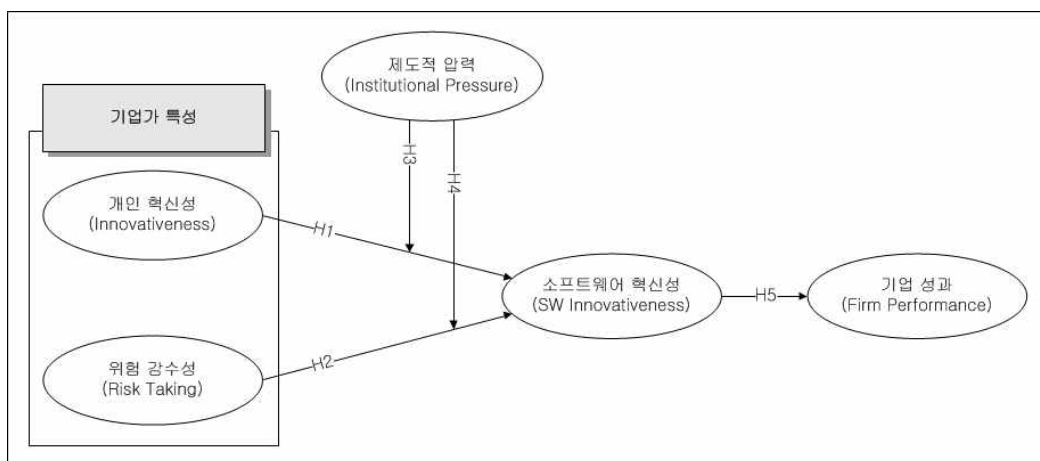 제도적 압력
(Institutional Pressure)
기업가 특성
H3
H4
개인 혁신성
(Innovativeness)
H1
소프트웨어 혁신성
(SW Innovativeness)
H5
기업 성과
(Firm Performance)
위험 감수성
(Risk Taking)
H2